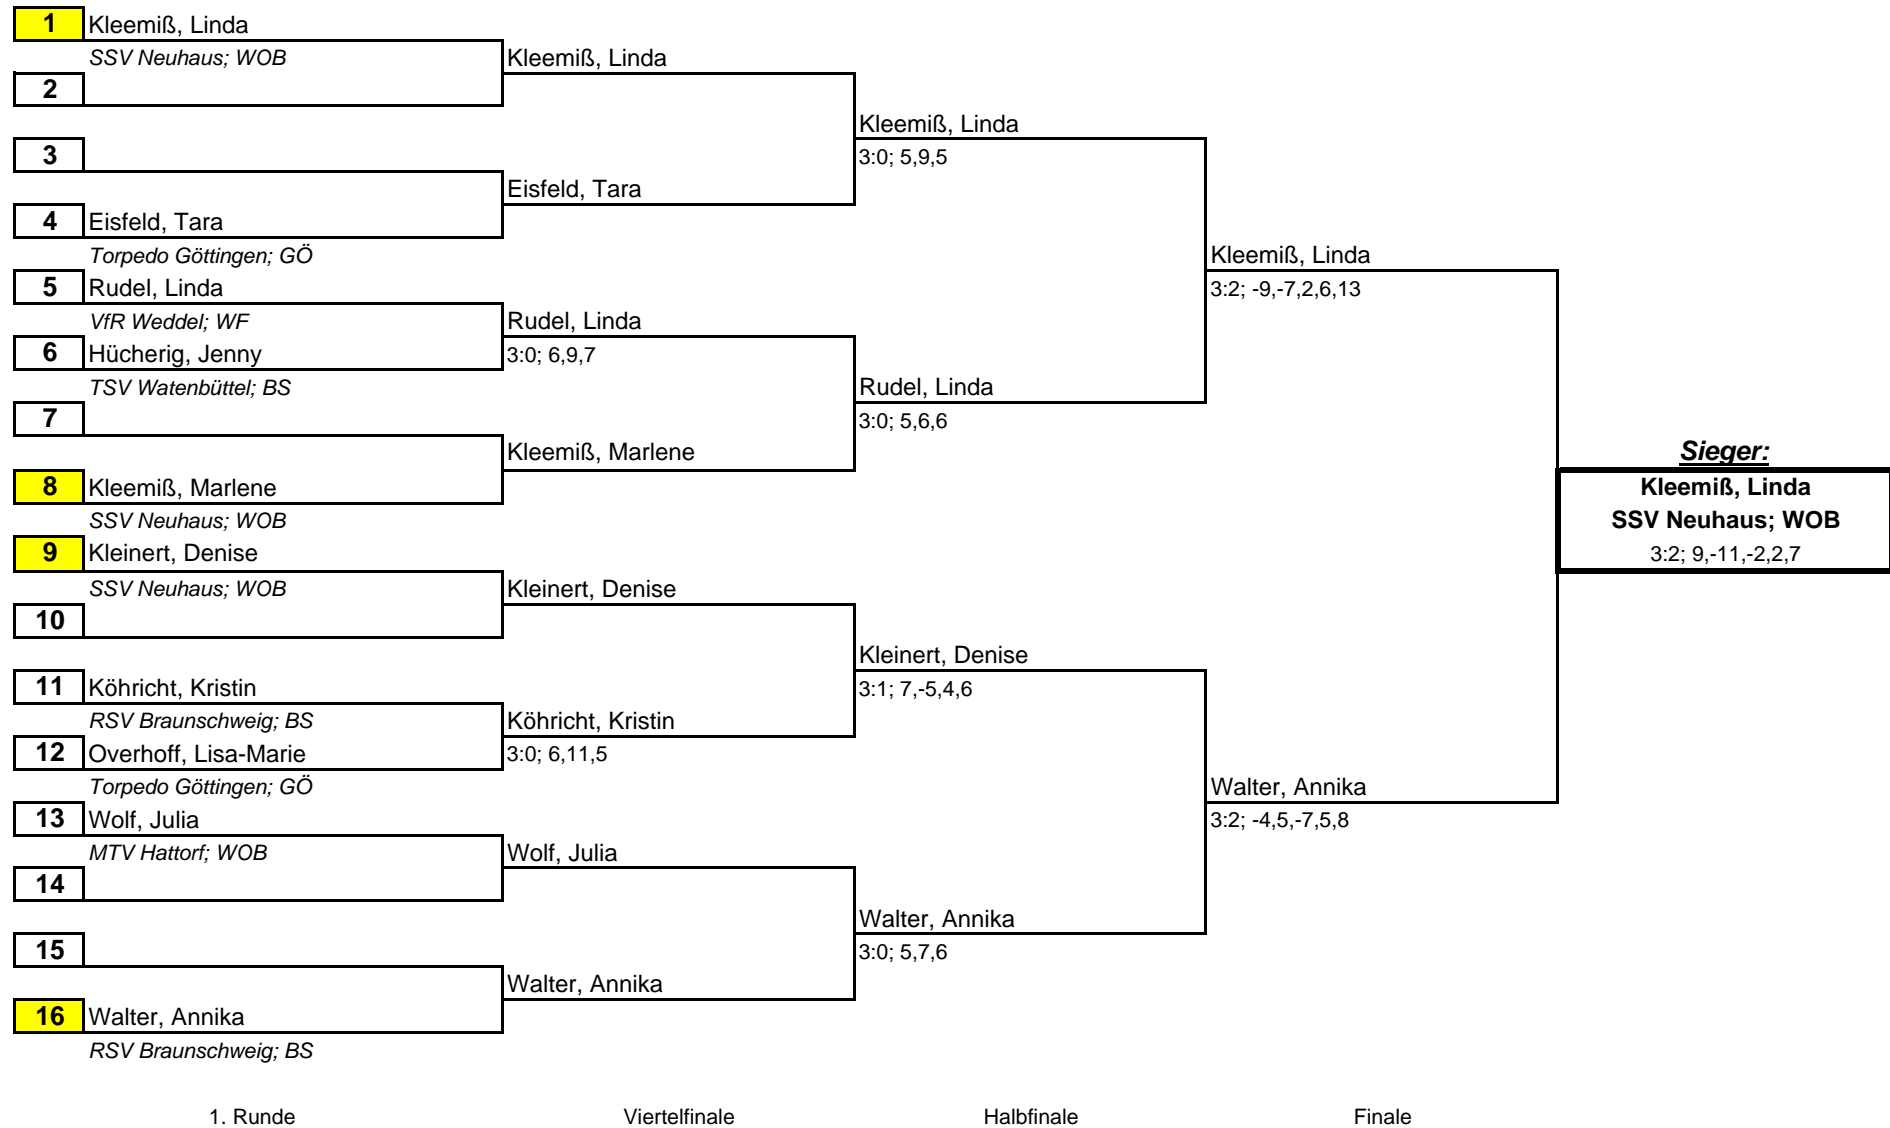 1 Kleemiß, Linda
SSV Neuhaus; WOB
2
3
4 Eisfeld, Tara
Torpedo Göttingen; GÖ
5 Rudel, Linda
VfR Weddel; WF
6 Hücherig, Jenny
TSV Watenbüttel; BS
7
8 Kleemiß, Marlene
SSV Neuhaus; WOB
9 Kleinert, Denise
SSV Neuhaus; WOB
10
11 Köhricht, Kristin
RSV Braunschweig; BS
12 Overhoff, Lisa-Marie
Torpedo Göttingen; GÖ
13 Wolf, Julia
MTV Hattorf; WOB
14
15
16 Walter, Annika
RSV Braunschweig; BS
1. Runde
Kleemiß, Linda
Eisfeld, Tara
Rudel, Linda
3:0; 6,9,7
Kleemiß, Marlene
Kleinert, Denise
Köhricht, Kristin
3:0; 6,11,5
Wolf, Julia
Walter, Annika
Viertelfinale
Kleemiß, Linda
3:0; 5,9,5
Rudel, Linda
3:0; 5,6,6
Kleinert, Denise
3:1; 7,-5,4,6
Walter, Annika
3:0; 5,7,6
Halbfinale
Kleemiß, Linda
3:2; -9,-7,2,6,13
Walter, Annika
3:2; -4,5,-7,5,8
Finale
Sieger:
Kleemiß, Linda
SSV Neuhaus; WOB
3:2; 9,-11,-2,2,7